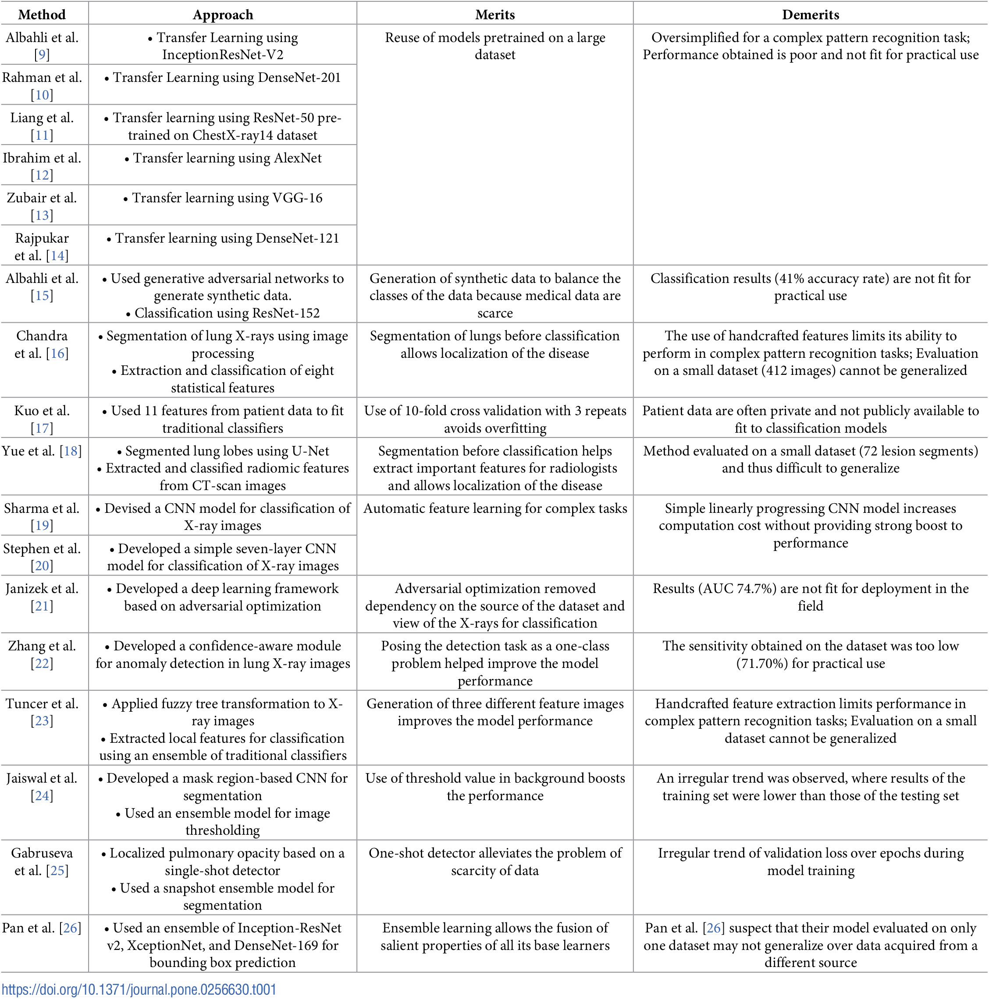 Method Approach Merits Demerits
Albahli et al.
[9]
• Transfer Learning using
InceptionResNet-V2
Reuse of models pretrained on a large
dataset
Oversimplified for a complex pattern recognition task;
Performance obtained is poor and not fit for practical use
Rahman et al.
[10]
• Transfer Learning using DenseNet-201
Liang et al.
[11]
• Transfer learning using ResNet-50 pre-
trained on ChestX-ray14 dataset
Ibrahim et al.
[12]
• Transfer learning using AlexNet
Zubair et al.
[13]
• Transfer learning using VGG-16
Rajpukar
et al. [14]
• Transfer learning using DenseNet-121
Albahli et al.
[15]
• Used generative adversarial networks to
generate synthetic data.
• Classification using ResNet-152
Generation of synthetic data to balance the
classes of the data because medical data are
scarce
Classification results (41% accuracy rate) are not fit for
practical use
Chandra
et al. [16]
• Segmentation of lung X-rays using image
processing
• Extraction and classification of eight
statistical features
Segmentation of lungs before classification
allows localization of the disease
The use of handcrafted features limits its ability to
perform in complex pattern recognition tasks; Evaluation
on a small dataset (412 images) cannot be generalized
Kuo et al.
[17]
• Used 11 features from patient data to fit
traditional classifiers
Use of 10-fold cross validation with 3 repeats
avoids overfitting
Patient data are often private and not publicly available to
fit to classification models
Yue et al. [18]
• Segmented lung lobes using U-Net
• Extracted and classified radiomic features
from CT-scan images
Segmentation before classification helps
extract important features for radiologists
and allows localization of the disease
Method evaluated on a small dataset (72 lesion segments)
and thus difficult to generalize
Sharma et al.
[19]
• Devised a CNN model for classification of
X-ray images
Automatic feature learning for complex tasks
Simple linearly progressing CNN model increases
computation cost without providing strong boost to
performance
Stephen et al.
[20]
• Developed a simple seven-layer CNN
model for classification of X-ray images
Janizek et al.
[21]
• Developed a deep learning framework
based on adversarial optimization
Adversarial optimization removed
dependency on the source of the dataset and
view of the X-rays for classification
Results (AUC 74.7%) are not fit for deployment in the
field
Zhang et al.
[22]
• Developed a confidence-aware module
for anomaly detection in lung X-ray images
Posing the detection task as a one-class
problem helped improve the model
performance
The sensitivity obtained on the dataset was too low
(71.70%) for practical use
Tuncer et al.
[23]
• Applied fuzzy tree transformation to X-
ray images
• Extracted local features for classification
using an ensemble of traditional classifiers
Generation of three different feature images
improves the model performance
Handcrafted feature extraction limits performance in
complex pattern recognition tasks; Evaluation on a small
dataset cannot be generalized
Jaiswal et al.
[24]
• Developed a mask region-based CNN for
segmentation
• Used an ensemble model for image
thresholding
Use of threshold value in background boosts
the performance
An irregular trend was observed, where results of the
training set were lower than those of the testing set
Gabruseva
et al. [25]
• Localized pulmonary opacity based on a
single-shot detector
• Used a snapshot ensemble model for
segmentation
One-shot detector alleviates the problem of
scarcity of data
Irregular trend of validation loss over epochs during
model training
Pan et al. [26]
• Used an ensemble of Inception-ResNet
v2, XceptionNet, and DenseNet-169 for
bounding box prediction
Ensemble learning allows the fusion of
salient properties of all its base learners
Pan et al. [26] suspect that their model evaluated on only
one dataset may not generalize over data acquired from a
different source
https://doi.org/10.1371/journal.pone.0256630.t001